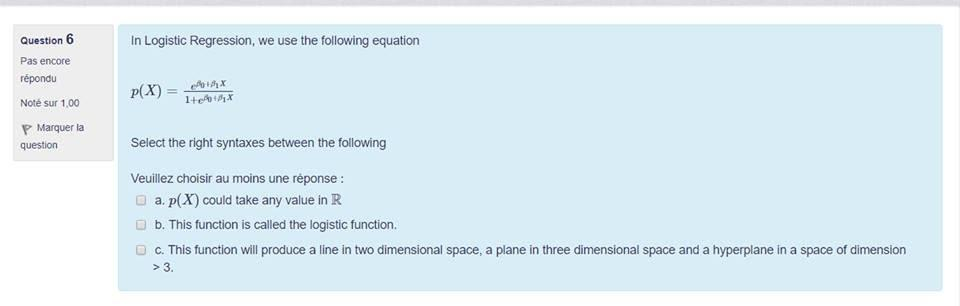 Question 6
Pas encore
répondu
Noté sur 1,00
Marquer la
question
In Logistic Regression, we use the following equation
p(X) = e^{β₀+β₁X} / 1+e^{β₀+β₁X}
Select the right syntaxes between the following
Veuillez choisir au moins une réponse :
a. p(X) could take any value in ℝ
b. This function is called the logistic function.
c. This function will produce a line in two dimensional space, a plane in three dimensional space and a hyperplane in a space of dimension
> 3.